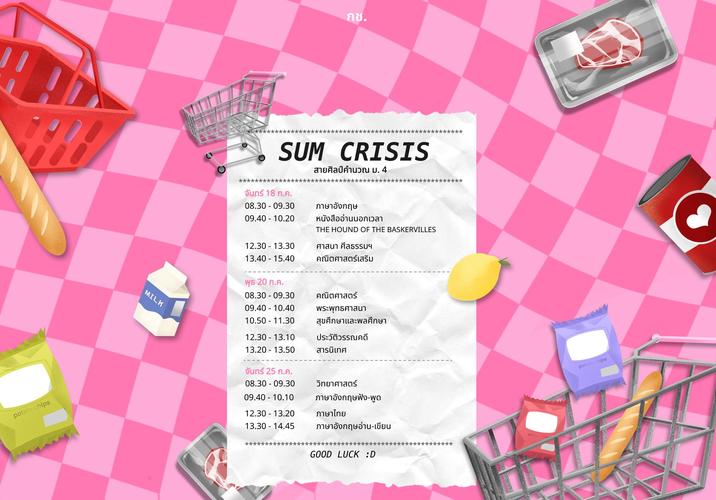 กช.
SUM CRISIS
สายศิลป์คำนวณ ม. 4
จันทร์ 18 ก.ค.
08.30 - 09.30 ภาษาอังกฤษ
09.40 - 10.20 หนังสืออ่านนอกเวลา
THE HOUND OF THE BASKERVILLES
12.30 - 13.30 ศาสนา ศีลธรรมฯ
13.40 - 15.40 คณิตศาสตร์เสริม
พุธ 20 ก.ค.
08.30 - 09.30 คณิตศาสตร์
09.40 - 10.40 พระพุทธศาสนา
10.50 - 11.30 สุขศึกษาและพลศึกษา
12.30 - 13.10 ประวัติวรรณคดี
13.20 - 13.50 สารนิเทศ
จันทร์ 25 ก.ค.
08.30 - 09.30 วิทยาศาสตร์
09.40 - 10.10 ภาษาอังกฤษฟัง-พูด
12.30 - 13.20 ภาษาไทย
13.30 - 14.45 ภาษาอังกฤษอ่าน-เขียน
GOOD LUCK :D
MILK
potato chips